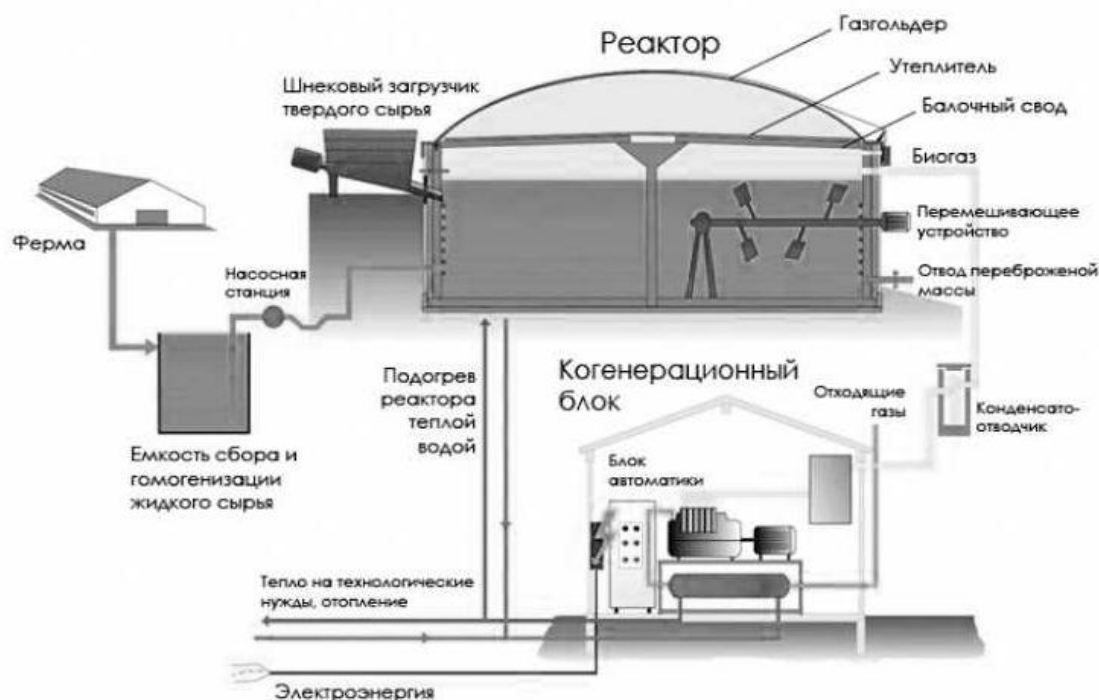 Газгольдер
Реактор
Утеплитель
Шнековый загрузчик
твердого сырья
Балочный свод
Биогаз
Перемешивающее
устройство
Ферма
Насосная
станция
Отвод переброженой
массы
Подогрев
реактора
теплой
водой
Когенерационный
блок
Отходящие
газы
Конденсато-
отводчик
Емкость сбора и
гомогенизации
жидкого сырья
Блок
автоматики
Тепло на технологические
нужды, отопление
Электроэнергия